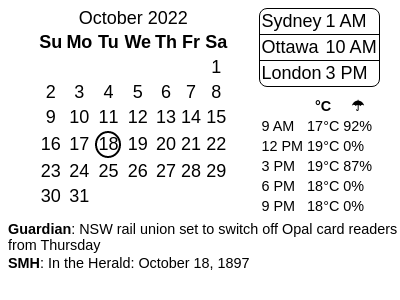 October 2022
Su Mo Tu We Th Fr Sa
1
2 3 4 5 6 7 8
9 10 11 12 13 14 15
16 17 18 19 20 21 22
23 24 25 26 27 28 29
30 31
Sydney 1 AM
Ottawa 10 AM
London 3 PM
°C ☂
9 AM 17°C 92%
12 PM 19°C 0%
3 PM 19°C 87%
6 PM 18°C 0%
9 PM 18°C 0%
Guardian: NSW rail union set to switch off Opal card readers
from Thursday
SMH: In the Herald: October 18, 1897